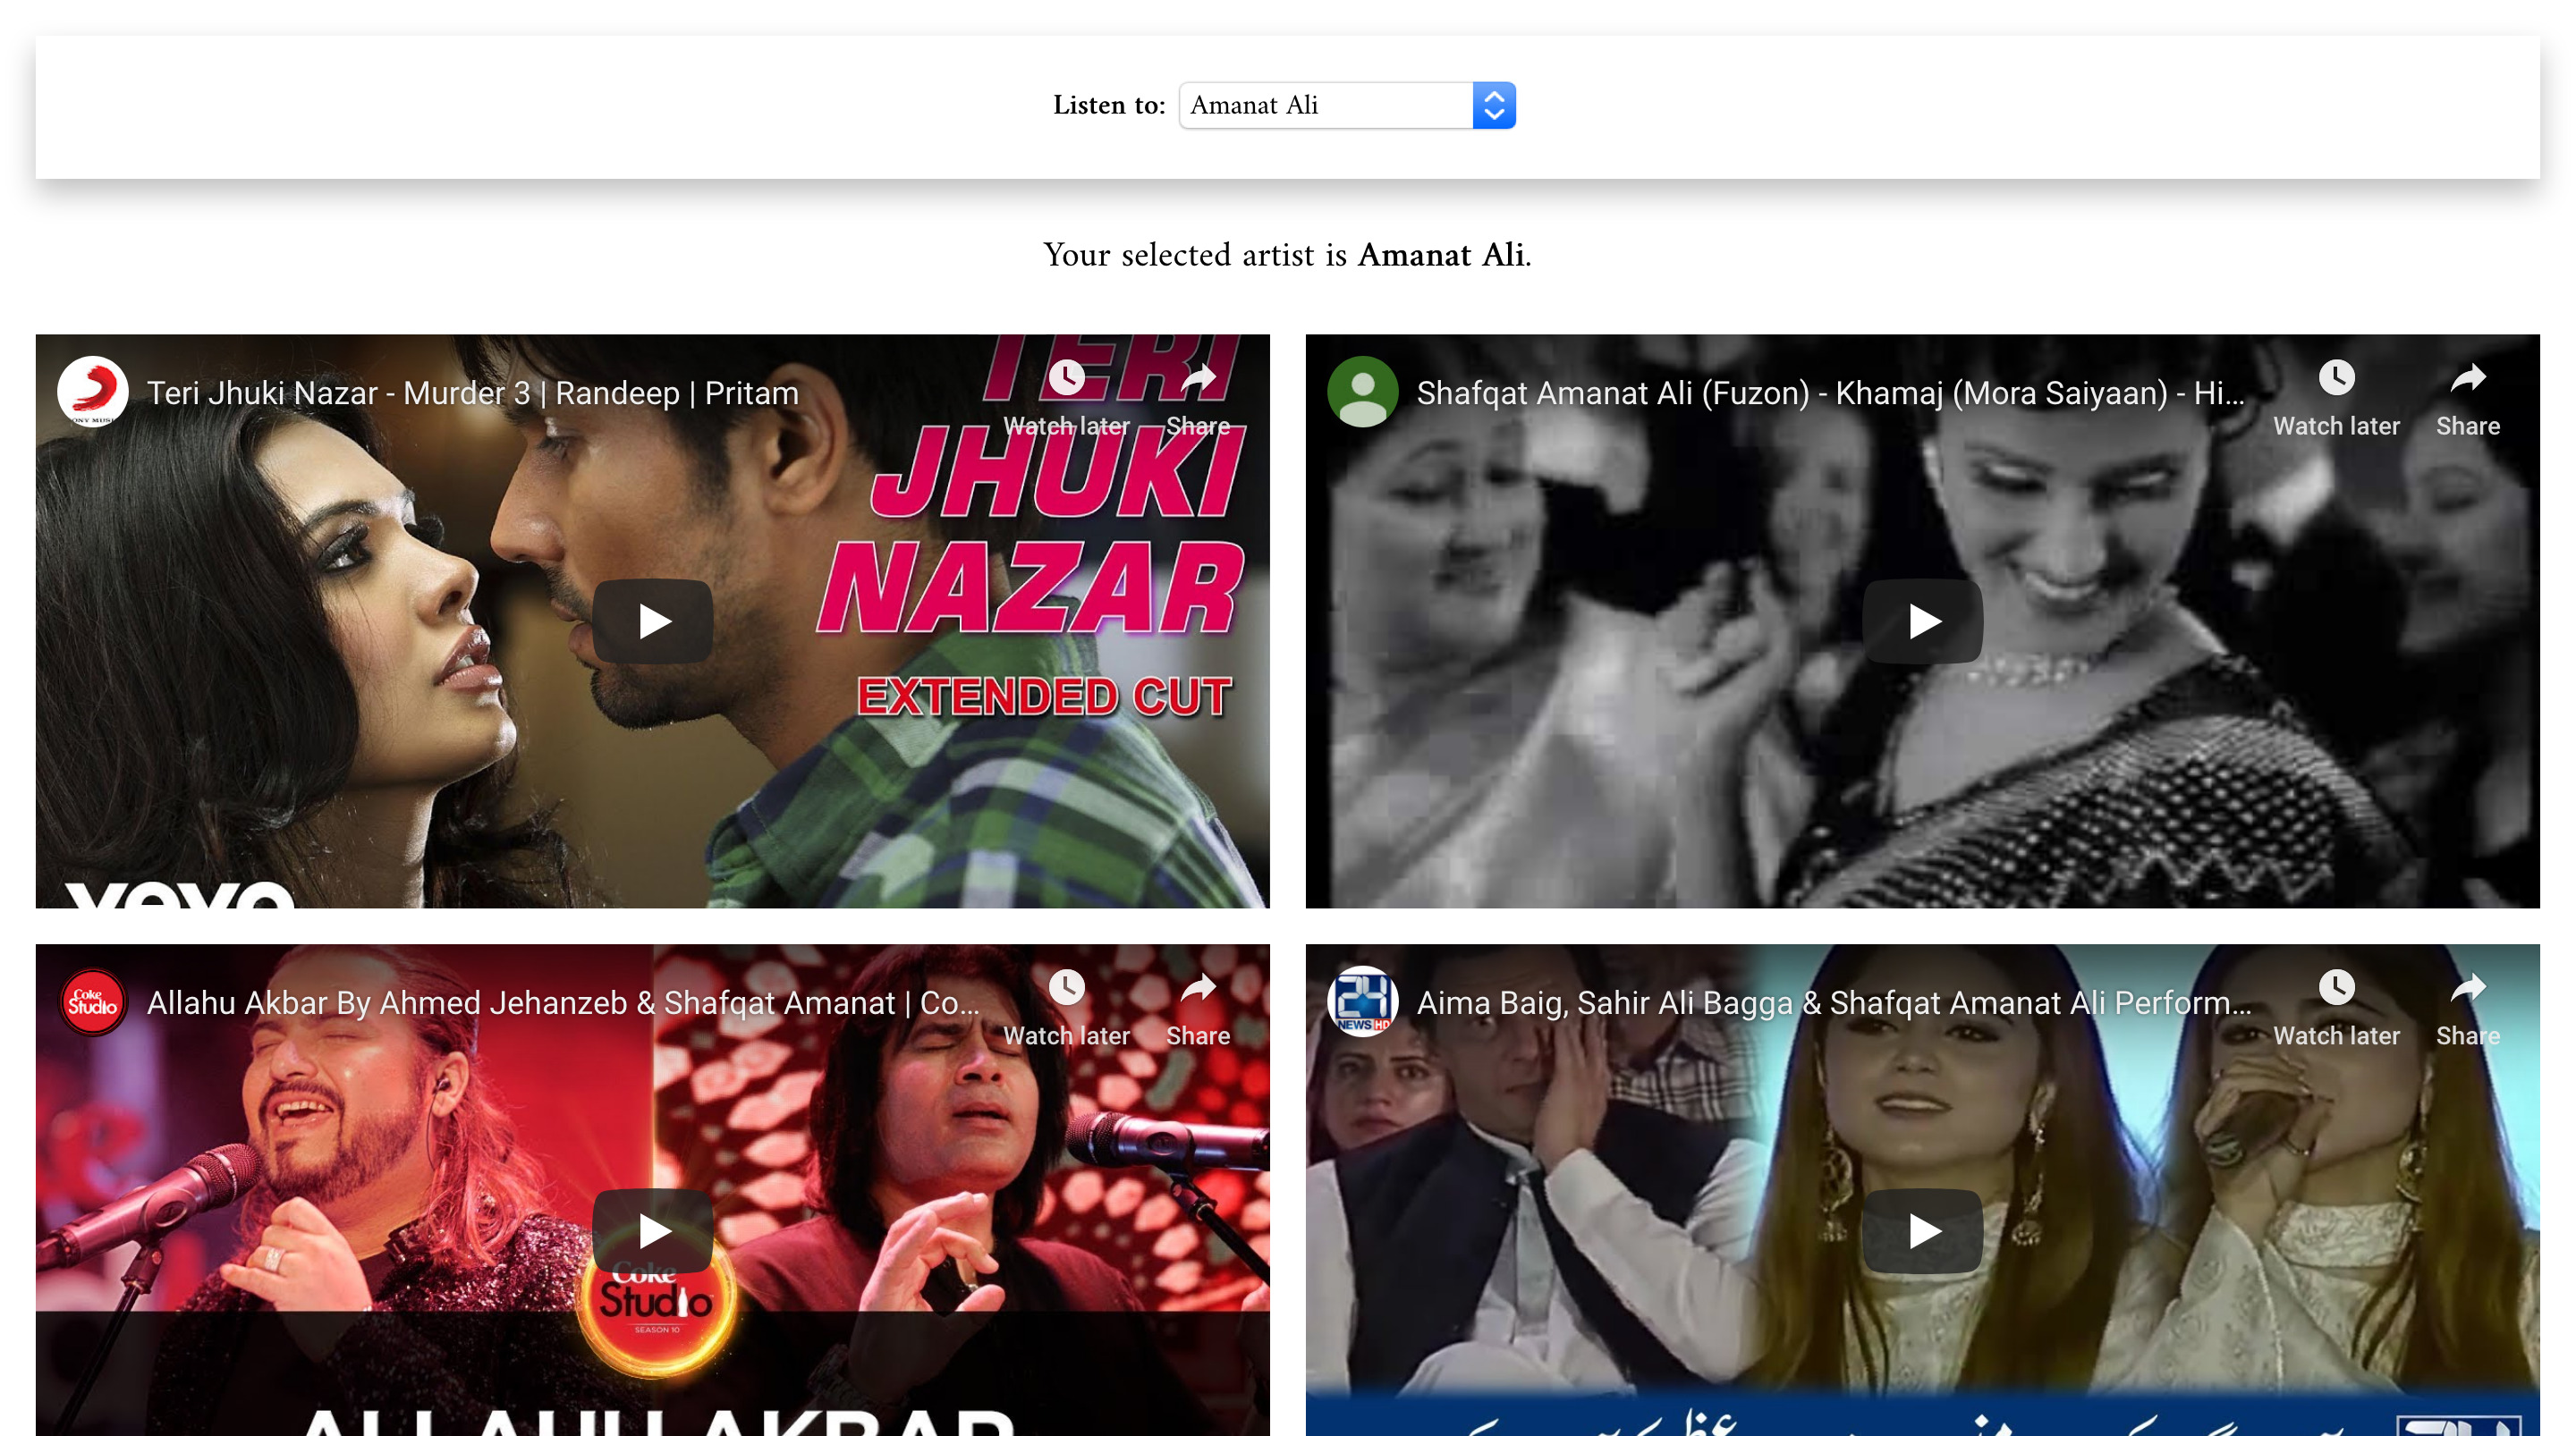 Listen to: Amanat Ali
Your selected artist is Amanat Ali.
Teri Jhuki Nazar - Murder 3 | Randeep | Pritam
Watch later
Share
TERI
JHUKI
NAZAR
EXTENDED CUT
vevo
Shafqat Amanat Ali (Fuzon) - Khamaj (Mora Saiyaan) - Hi...
Watch later
Share
Coke
Studio
Allahu Akbar By Ahmed Jehanzeb & Shafqat Amanat | Co...
Watch later
Share
Coke
Studio
SEASON 10
ALLAHU AKBAR
24
NEWS HD
Aima Baig, Sahir Ali Bagga & Shafqat Amanat Ali Perform...
Watch later
Share